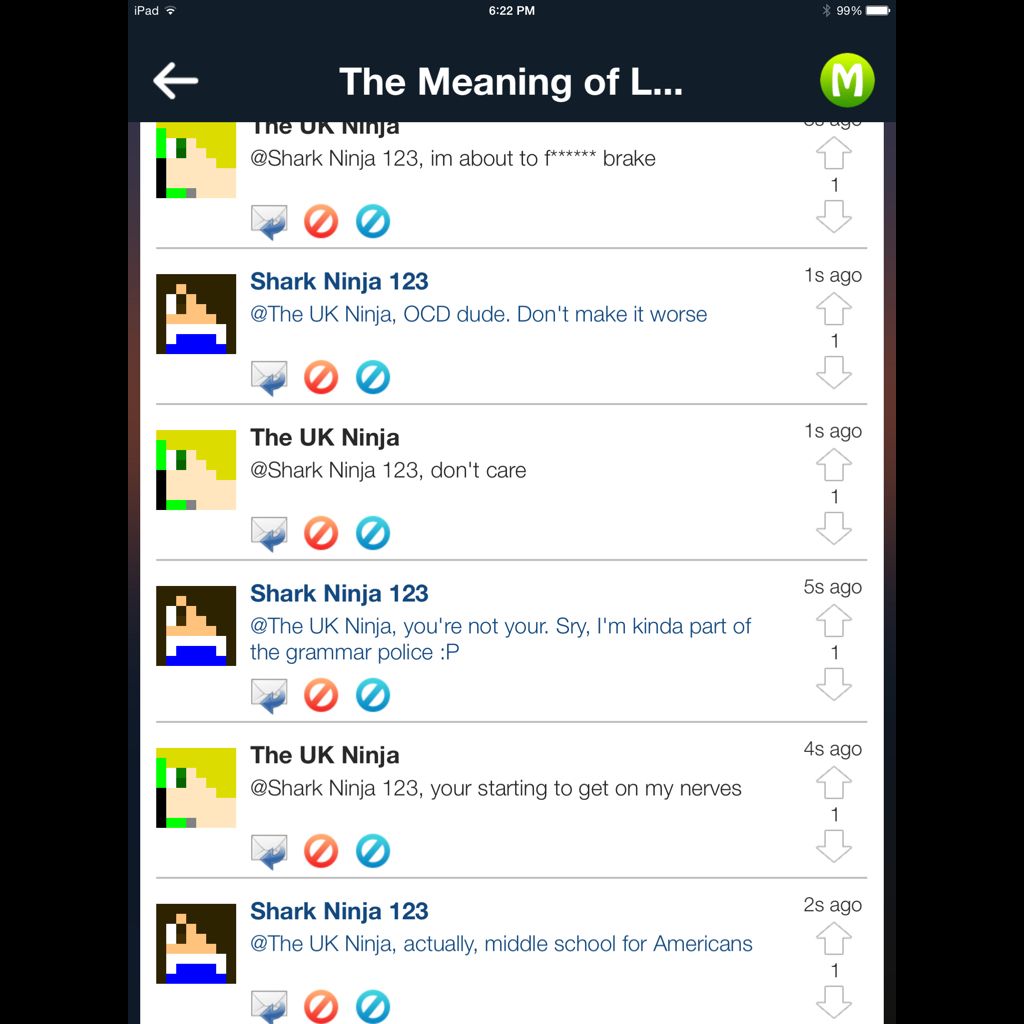 iPad 6:22 PM 99%
The Meaning of L... M
The UK Ninja ago
@Shark Ninja 123, im about to f****** brake
1
Shark Ninja 123 1s ago
@The UK Ninja, OCD dude. Don't make it worse
1
The UK Ninja 1s ago
@Shark Ninja 123, don't care
1
Shark Ninja 123 5s ago
@The UK Ninja, you're not your. Sry, I'm kinda part of
the grammar police :P
1
The UK Ninja 4s ago
@Shark Ninja 123, your starting to get on my nerves
1
Shark Ninja 123 2s ago
@The UK Ninja, actually, middle school for Americans
1